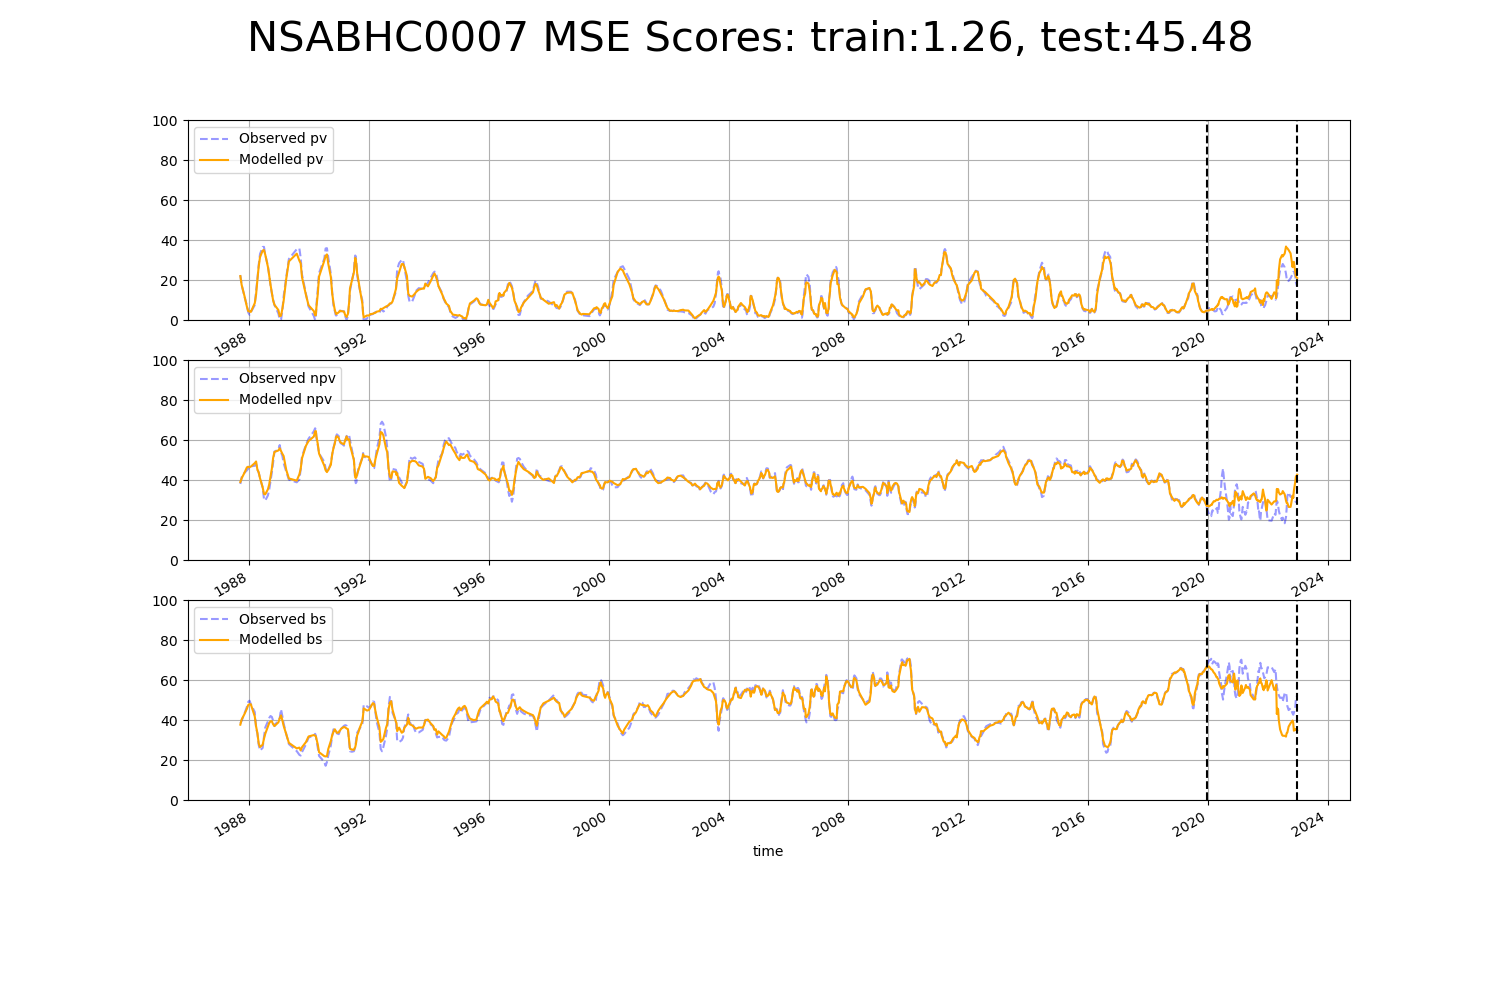 NSABHC0007 MSE Scores: train:1.26, test:45.48
100
80
60
40
20
0
Observed pv
Modelled pv
1988 1992 1996 2000 2004 2008 2012 2016 2020 2024
100
80
60
40
20
0
Observed npv
Modelled npv
1988 1992 1996 2000 2004 2008 2012 2016 2020 2024
100
80
60
40
20
0
Observed bs
Modelled bs
1988 1992 1996 2000 2004 2008 2012 2016 2020 2024
time